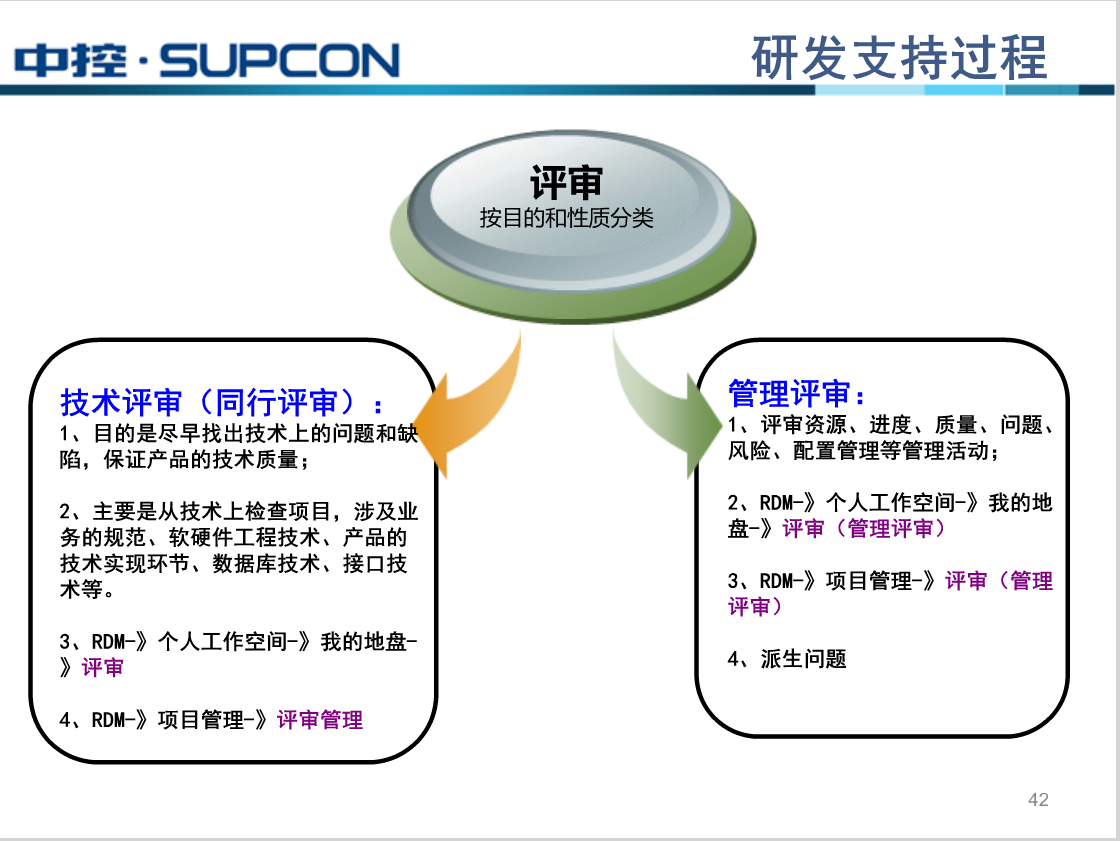 中控·SUPCON
研发支持过程
评审
按目的和性质分类
技术评审（同行评审）：
1、目的是尽早找出技术上的问题和缺
陷，保证产品的技术质量；
2、主要是从技术上检查项目，涉及业
务的规范、软硬件工程技术、产品的
技术实现环节、数据库技术、接口技
术等。
3、RDM-》个人工作空间-》我的地盘-
》评审
4、RDM-》项目管理-》评审管理
管理评审：
1、评审资源、进度、质量、问题、
风险、配置管理等管理活动；
2、RDM-》个人工作空间-》我的地
盘-》评审（管理评审）
3、RDM-》项目管理-》评审（管理
评审）
4、派生问题
42